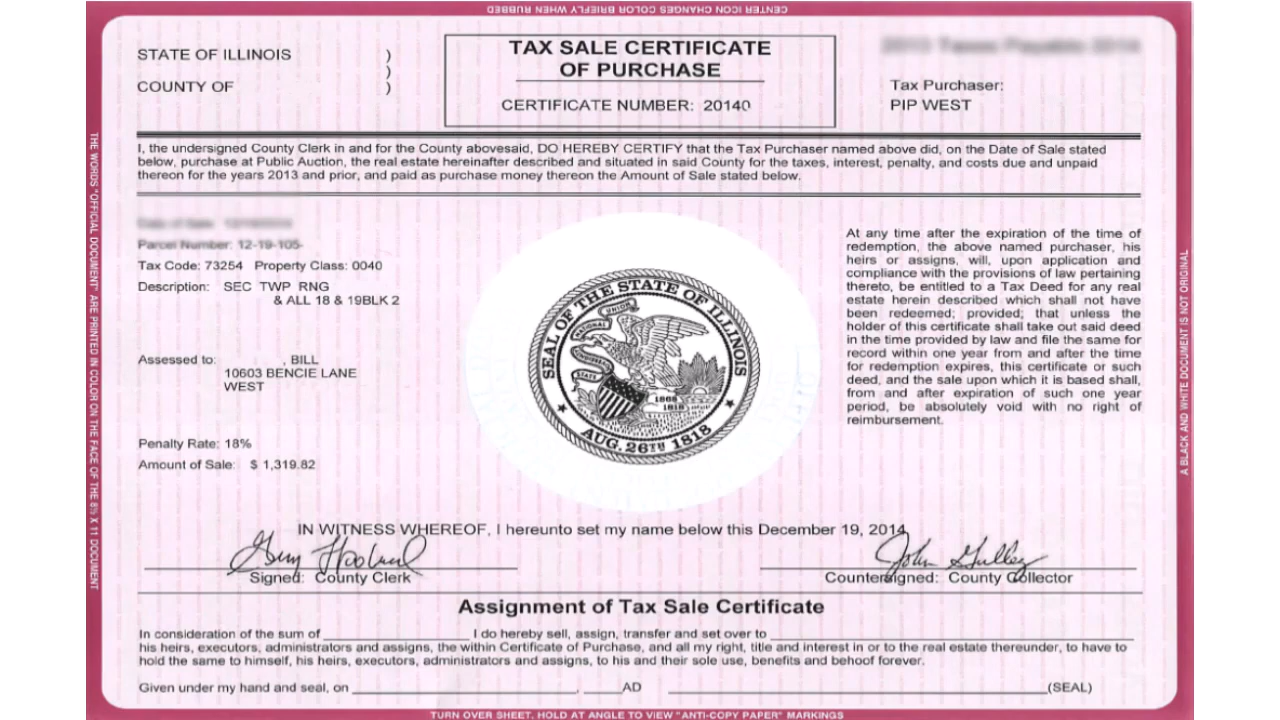 CENTER ICON CHANGES COLOR BRIEFLY WHEN RUBBED
STATE OF ILLINOIS )
)
COUNTY OF )
TAX SALE CERTIFICATE
OF PURCHASE
CERTIFICATE NUMBER: 20140
Tax Purchaser:
PIP WEST
I, the undersigned County Clerk in and for the County abovesaid, DO HEREBY CERTIFY that the Tax Purchaser named above did, on the Date of Sale stated
below, purchase at Public Auction, the real estate hereinafter described and situated in said County for the taxes, interest, penalty, and costs due and unpaid
thereon for the years 2013 and prior, and paid as purchase money thereon the Amount of Sale stated below.
Parcel Number: 12-19-105-
Tax Code: 73254 Property Class: 0040
Description: SEC TWP RNG
& ALL 18 & 19BLK 2
Assessed to: , BILL
10603 BENCIE LANE
WEST
Penalty Rate: 18%
Amount of Sale: $ 1,319.82
SEAL OF THE STATE OF ILLINOIS
NATIONAL UNION
STATE
1868
1818
AUG. 26TH 1818
At any time after the expiration of the time of
redemption, the above named purchaser, his
heirs or assigns, will, upon application and
compliance with the provisions of law pertaining
thereto, be entitled to a Tax Deed for any real
estate herein described which shall not have
been redeemed; provided; that unless the
holder of this certificate shall take out said deed
in the time provided by law and file the same for
record within one year from and after the time
for redemption expires, this certificate or such
deed, and the sale upon which it is based shall,
from and after expiration of such one year
period, be absolutely void with no right of
reimbursement.
IN WITNESS WHEREOF, I hereunto set my name below this December 19, 2014
Signed: County Clerk
John Gulley
Countersigned: County Collector
Assignment of Tax Sale Certificate
In consideration of the sum of ____ I do hereby sell, assign, transfer and set over to ____
his heirs, executors, administrators and assigns, the within Certificate of Purchase, and all my right, title and interest in or to the real estate thereunder, to have to
hold the same to himself, his heirs, executors, administrators and assigns, to his and their sole use, benefits and behoof forever.
Given under my hand and seal, on ____, ____AD ____(SEAL)
TURN OVER SHEET. HOLD AT ANGLE TO VIEW "ANTI-COPY PAPER" MARKINGS
THE WORDS "OFFICIAL DOCUMENT" ARE PRINTED IN COLOR ON THE FACE OF THE 8½ X 11 DOCUMENT
A BLACK AND WHITE DOCUMENT IS NOT ORIGINAL